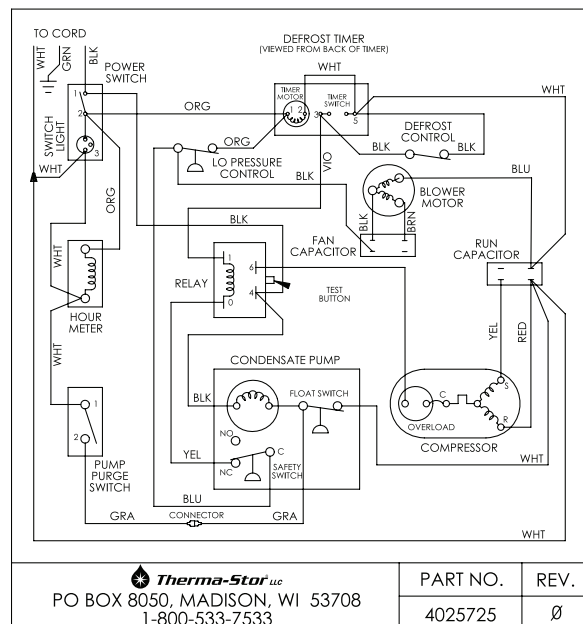 TO CORD
WHT
GRN
BLK
POWER
SWITCH
1
2
3
SWITCH
LIGHT
WHT
ORG
DEFROST TIMER
(VIEWED FROM BACK OF TIMER)
WHT
TIMER
MOTOR
1 2
TIMER
SWITCH
3
5
WHT
ORG
ORG
LO PRESSURE
CONTROL
VIO
BLK
DEFROST
CONTROL
BLK
BLK
BLK
BLU
BLOWER
MOTOR
BLK
BRN
FAN
CAPACITOR
RUN
CAPACITOR
BLK
WHT
HOUR
METER
RELAY
1
0
6
4
TEST
BUTTON
YEL
RED
WHT
CONDENSATE PUMP
BLK
FLOAT SWITCH
NO
NC
C
YEL
SAFETY
SWITCH
BLU
OVERLOAD
C
S
R
COMPRESSOR
WHT
1
2
PUMP
PURGE
SWITCH
GRA
CONNECTOR
GRA
WHT
Therma-Stor LLC
PO BOX 8050, MADISON, WI 53708
1-800-533-7533
PART NO.
4025725
REV.
Ø